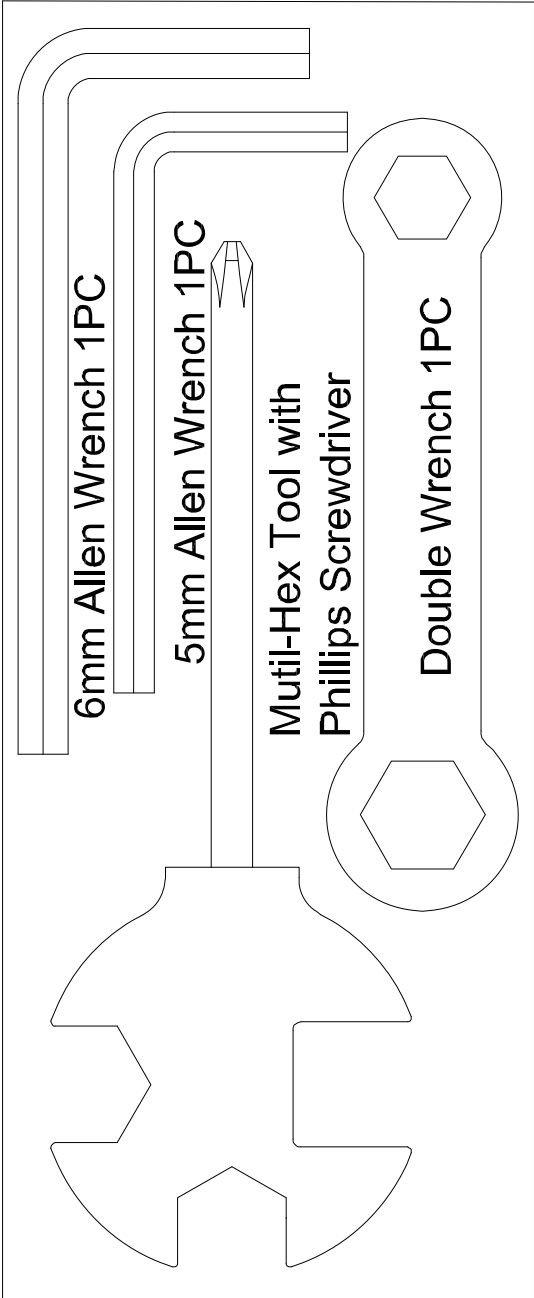 6mm Allen Wrench 1PC
5mm Allen Wrench 1PC
Mutil-Hex Tool with
Phillips Screwdriver
Double Wrench 1PC